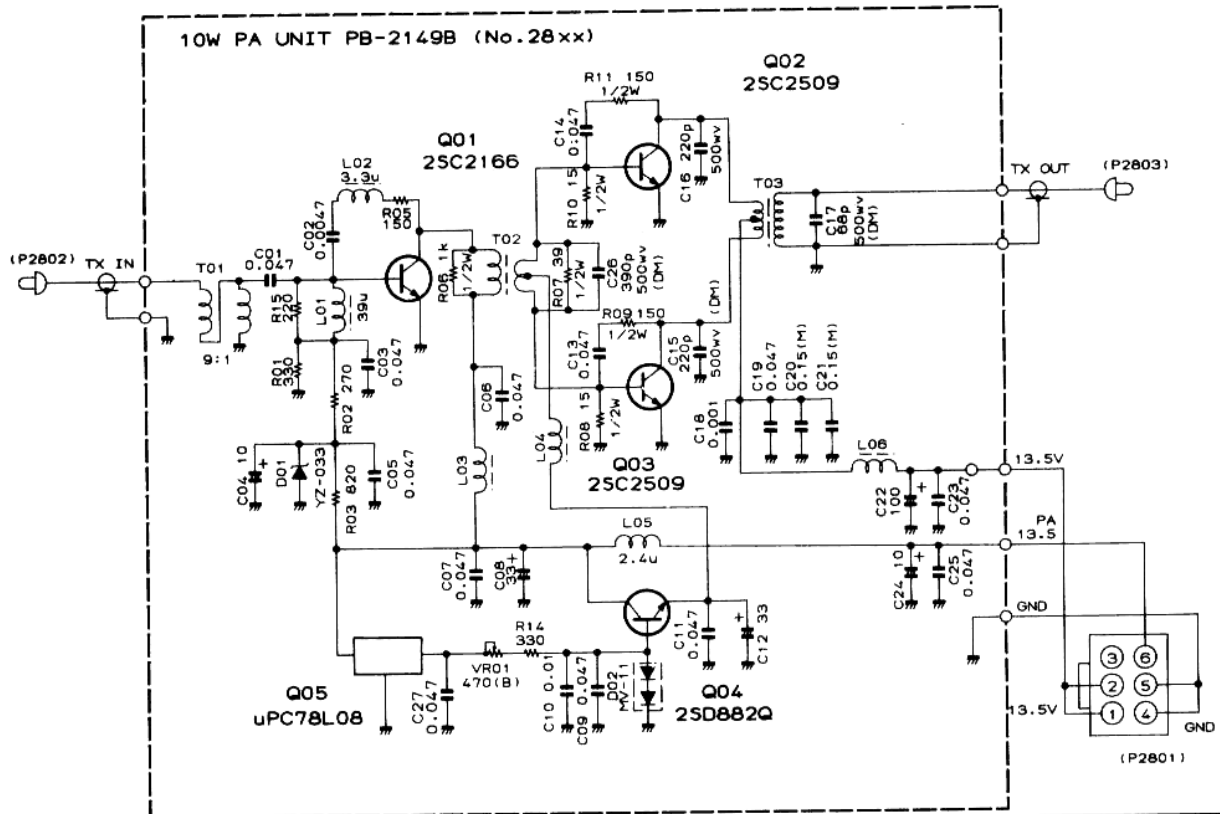 10W PA UNIT PB-2149B (No.28xx)
Q02
2SC2509
R11 150
1/2W
C14
0.047
Q01
2SC2166
C16 220p
500wv
L02
3.3u
R05
150
R10 15
1/2W
TX OUT
(P2803)
T03
C17
68p
500wv
(DM)
C02
0.0047
R06 1k
1/2W
T02
(P2802)
TX IN
T01
C01
0.047
R07 39
1/2W
C26
390p
500wv
(DM)
R15
220
L01
39u
9:1
R09 150
1/2W
(DM)
C13
0.047
C15
220p
500wv
R01
330
C03
0.047
R02 270
C06
0.047
R08 15
1/2W
C18
0.001
C19
0.047
C20
0.15(M)
C21
0.15(M)
L04
Q03
2SC2509
L06
13.5V
C04 10
+
D01
YZ-033
C05
0.047
R03 820
L03
C22
100
+
C23
0.047
L05
2.4u
PA
13.5
C07
0.047
C08
33
+
C24 10
+
C25
0.047
GND
R14
330
VR01
470(B)
C11
0.047
+
C12 33
Q05
uPC78L08
C27
0.047
C10 0.01
C09 0.047
D02
MV-11
Q04
2SD882Q
3
6
2
5
1
4
13.5V
GND
(P2801)